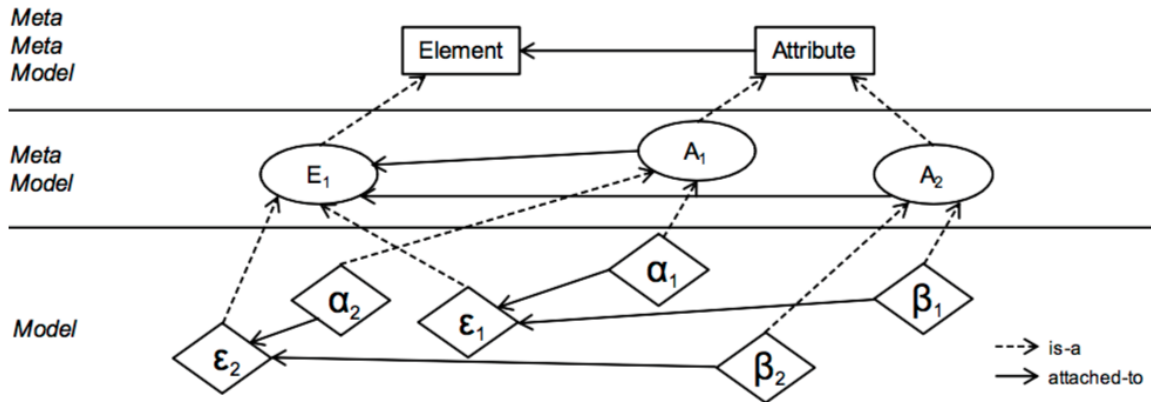 Meta
Meta
Model
Element
Attribute
Meta
Model
E₁
A₁
A₂
Model
α₂
α₁
ε₁
β₁
ε₂
β₂
is-a
attached-to